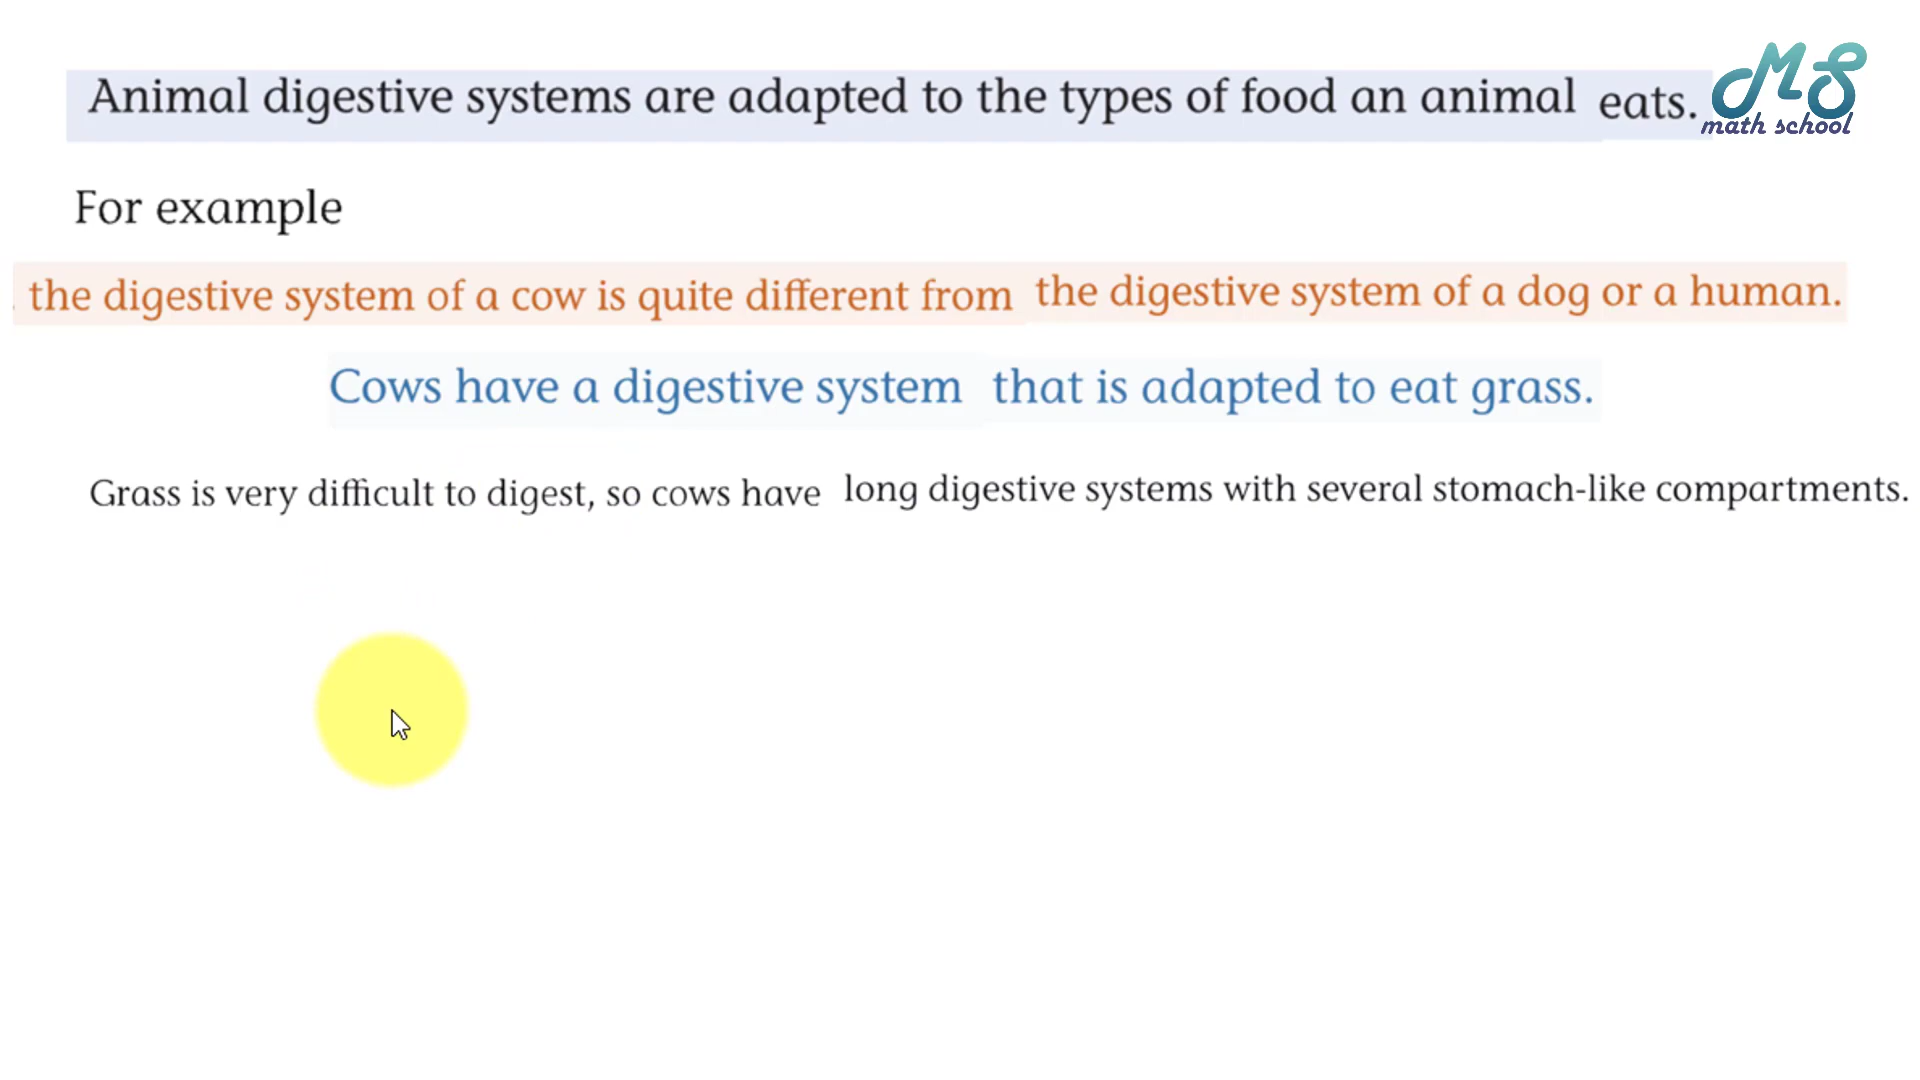 Animal digestive systems are adapted to the types of food an animal eats.
MS
math school
For example
the digestive system of a cow is quite different from the digestive system of a dog or a human.
Cows have a digestive system that is adapted to eat grass.
Grass is very difficult to digest, so cows have long digestive systems with several stomach-like compartments.